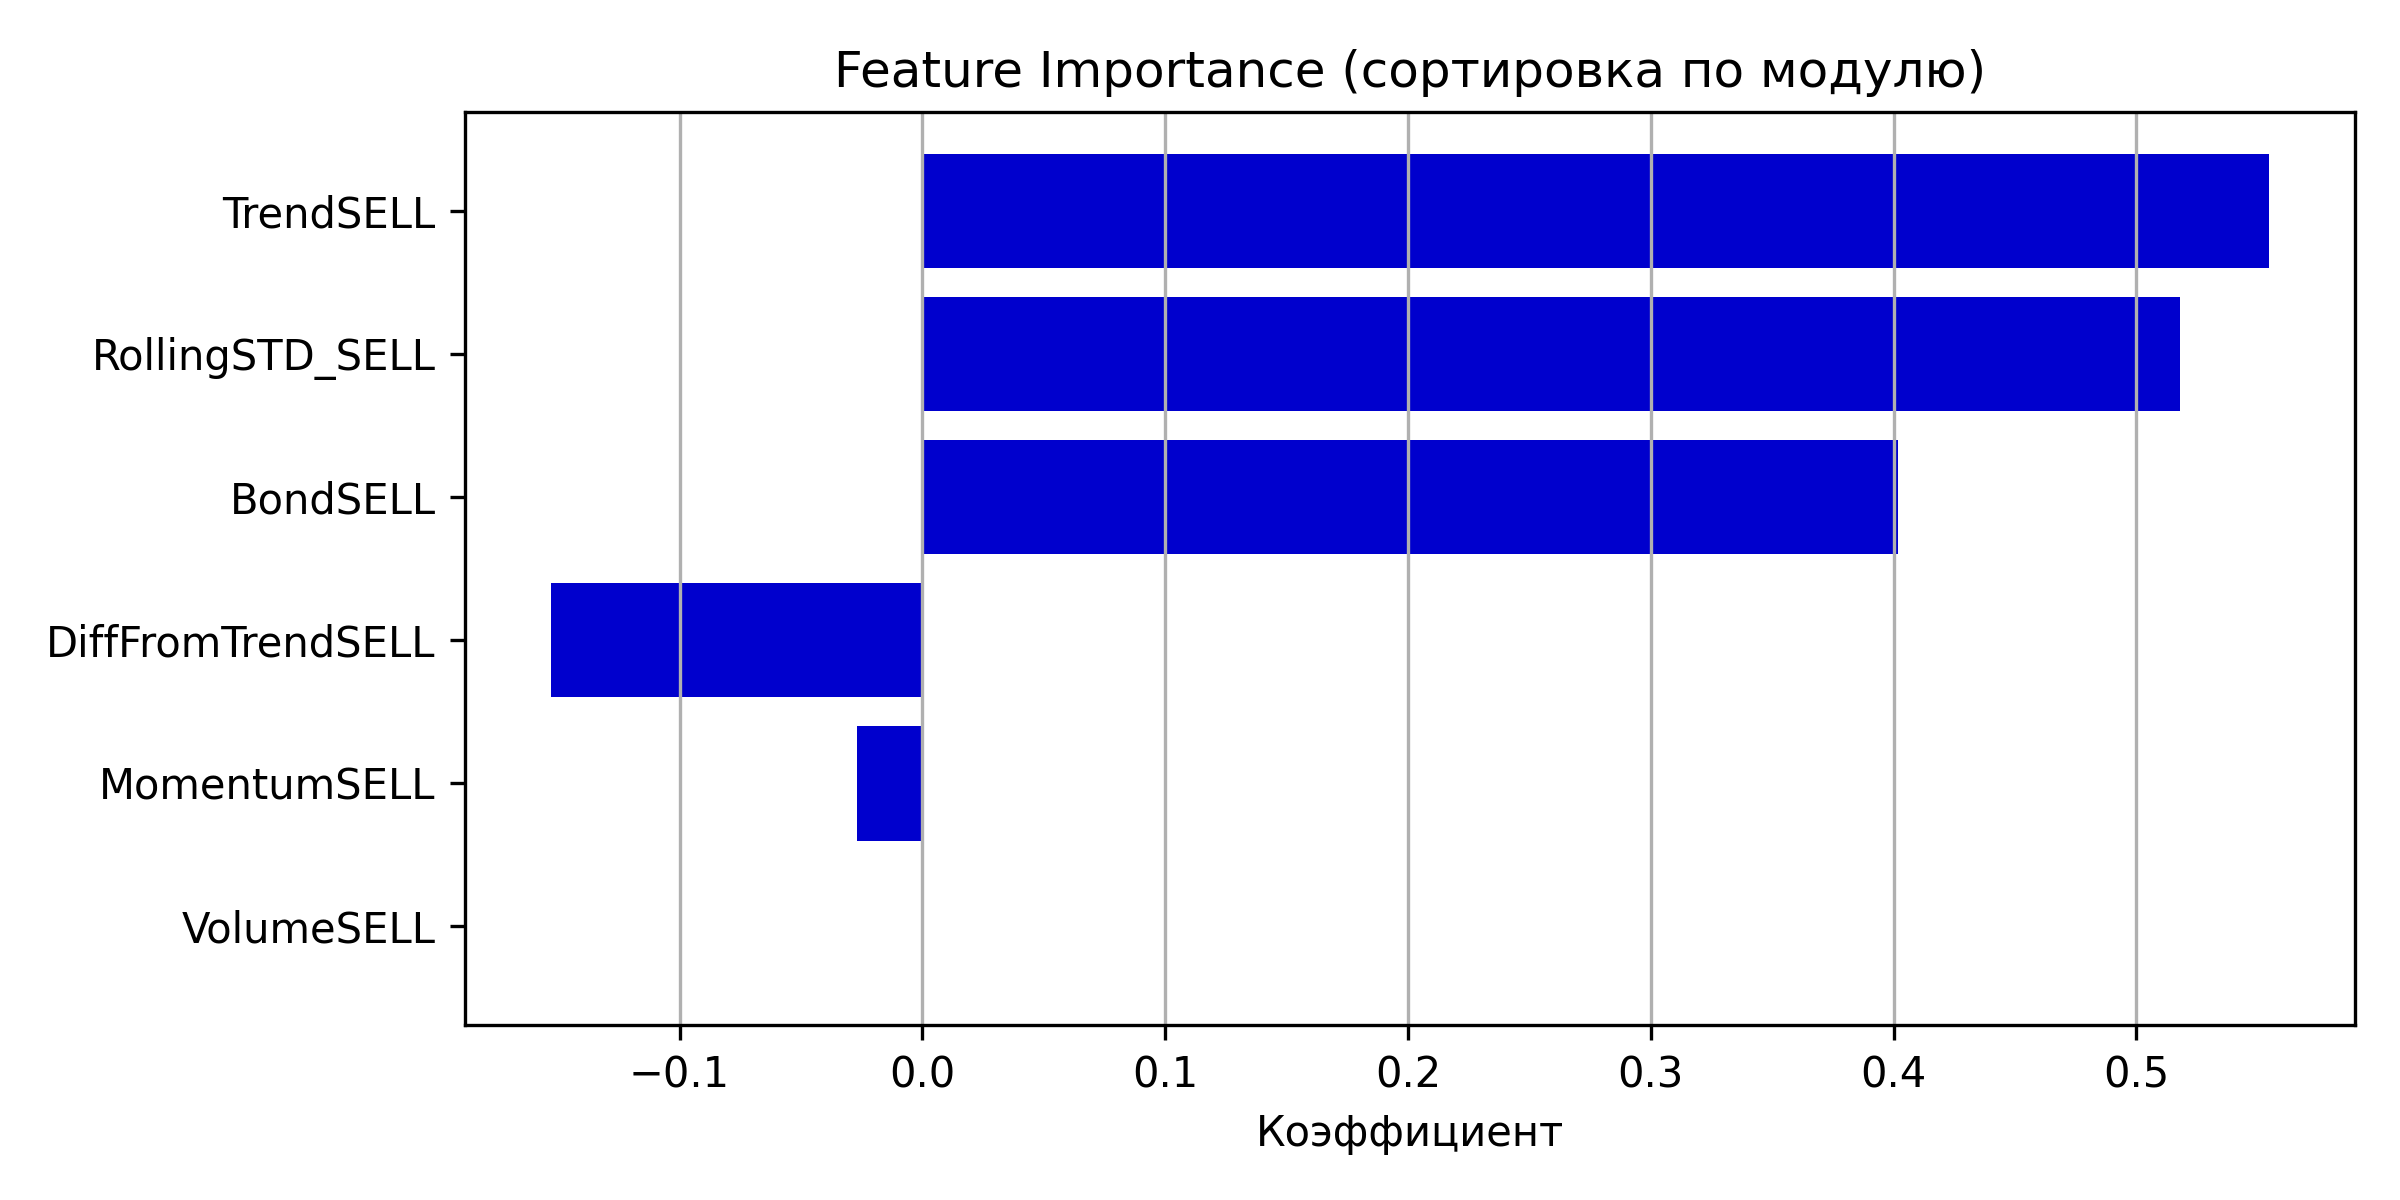 Feature Importance (сортировка по модулю)
TrendSELL
RollingSTD_SELL
BondSELL
DiffFromTrendSELL
MomentumSELL
VolumeSELL
−0.1 0.0 0.1 0.2 0.3 0.4 0.5
Коэффициент